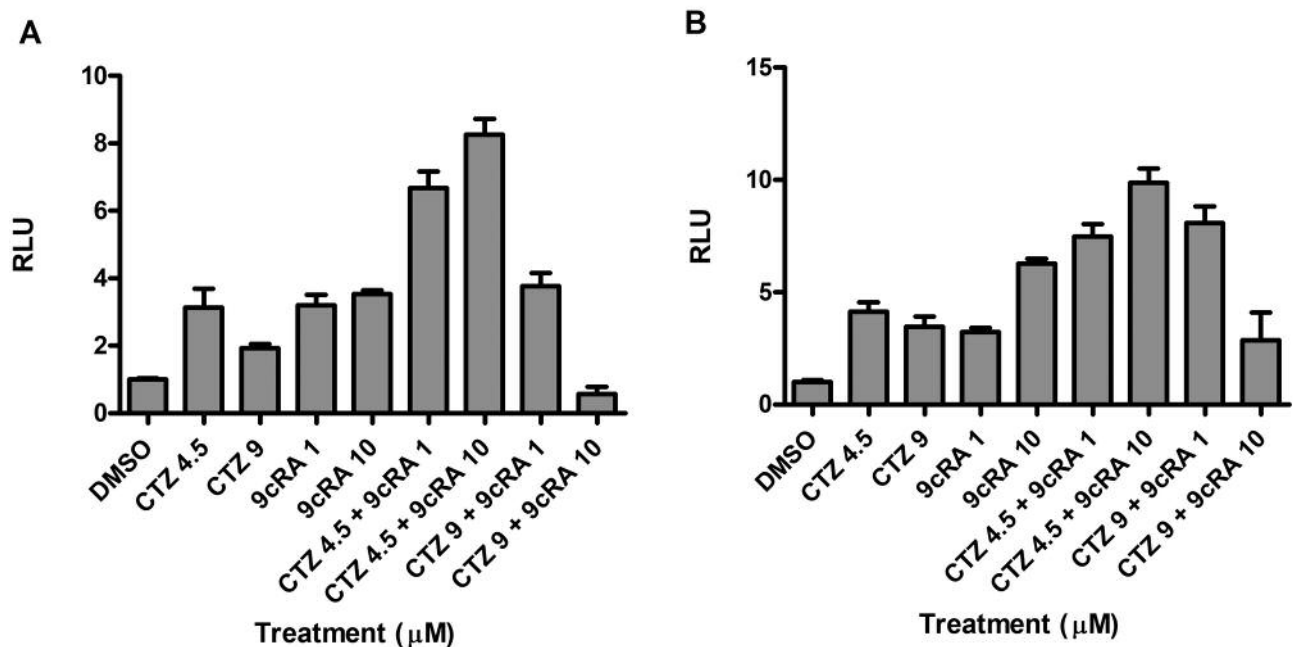 A
RLU
10
8
6
4
2
0
DMSO
CTZ 4.5
CTZ 9
9cRA 1
9cRA 10
CTZ 4.5 + 9cRA 1
CTZ 4.5 + 9cRA 10
CTZ 9 + 9cRA 1
CTZ 9 + 9cRA 10
Treatment (μM)
B
RLU
15
10
5
0
DMSO
CTZ 4.5
CTZ 9
9cRA 1
9cRA 10
CTZ 4.5 + 9cRA 1
CTZ 4.5 + 9cRA 10
CTZ 9 + 9cRA 1
CTZ 9 + 9cRA 10
Treatment (μM)